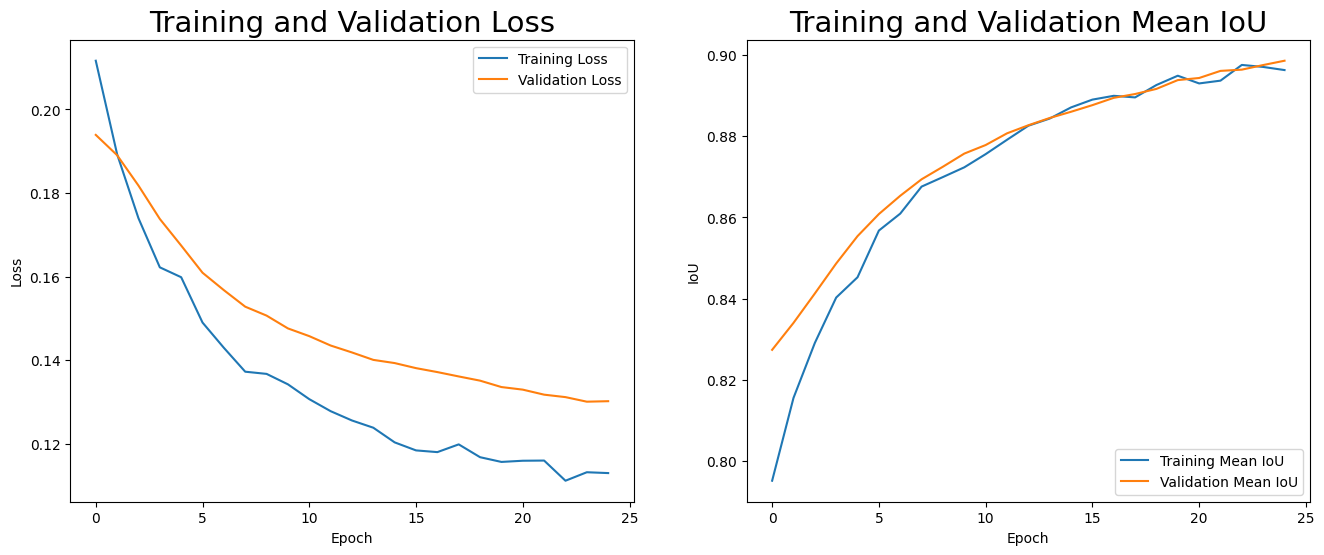 Training and Validation Loss
Training Loss
Validation Loss
Loss
0.20
0.18
0.16
0.14
0.12
0
5
10
15
20
25
Epoch
Training and Validation Mean IoU
IoU
0.90
0.88
0.86
0.84
0.82
0.80
Training Mean IoU
Validation Mean IoU
0
5
10
15
20
25
Epoch